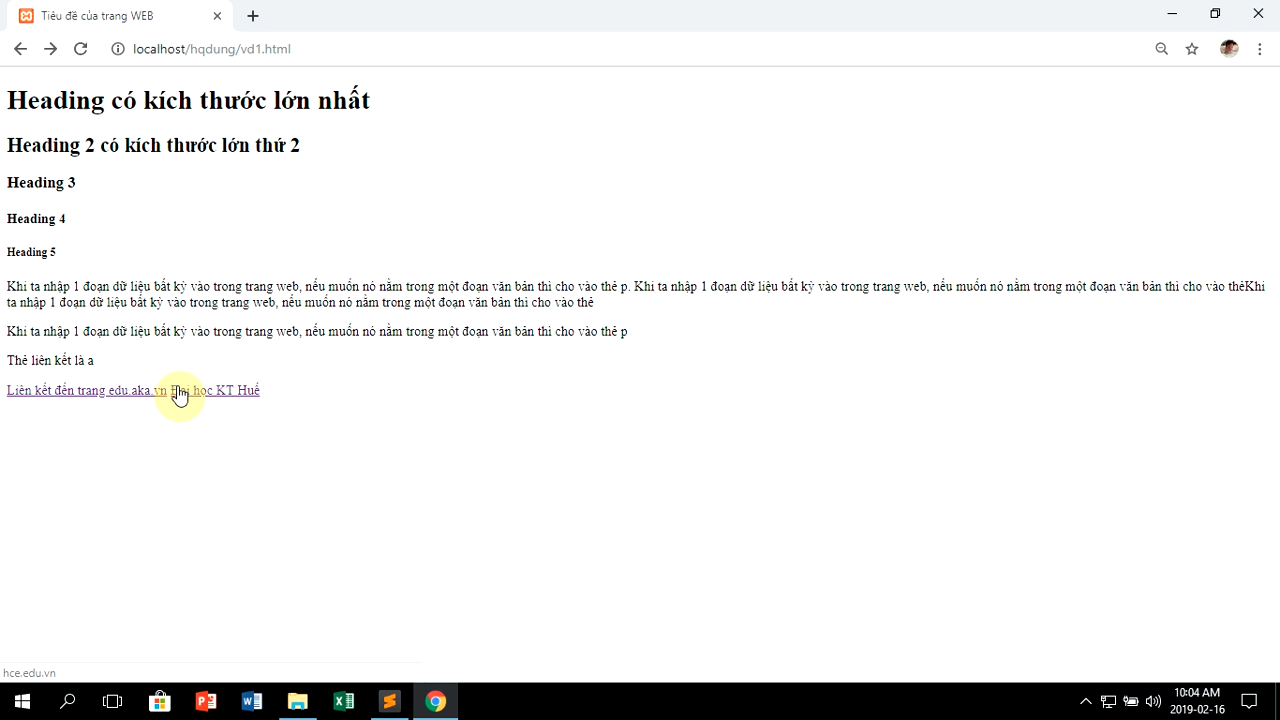 Tiêu đề của trang WEB
localhost/hqdung/vd1.html
Heading có kích thước lớn nhất
Heading 2 có kích thước lớn thứ 2
Heading 3
Heading 4
Heading 5
Khi ta nhập 1 đoạn dữ liệu bất kỳ vào trong trang web, nếu muốn nó nằm trong một đoạn văn bản thì cho vào thẻ p. Khi ta nhập 1 đoạn dữ liệu bất kỳ vào trong trang web, nếu muốn nó nằm trong một đoạn văn bản thì cho vào thẻKhi
ta nhập 1 đoạn dữ liệu bất kỳ vào trong trang web, nếu muốn nó nằm trong một đoạn văn bản thì cho vào thẻ
Khi ta nhập 1 đoạn dữ liệu bất kỳ vào trong trang web, nếu muốn nó nằm trong một đoạn văn bản thì cho vào thẻ p
Thẻ liên kết là a
Liên kết đến trang edu.aka.vn Đại học KT Huế
hce.edu.vn
10:04 AM
2019-02-16